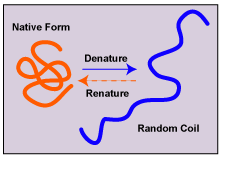 Native Form
Denature
Renature
Random Coil